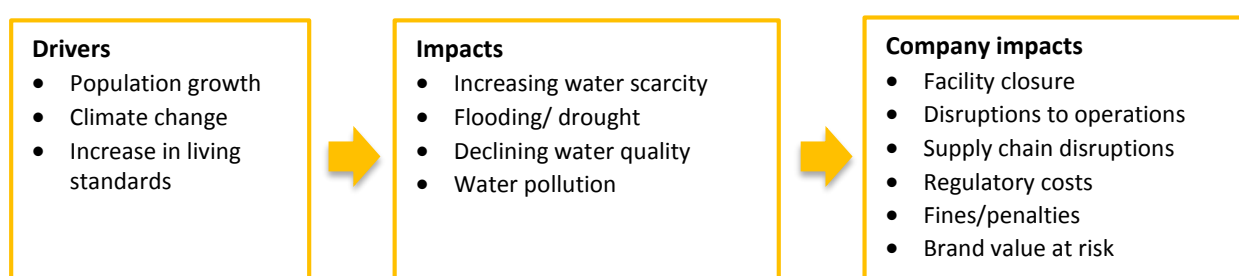 Drivers
• Population growth
• Climate change
• Increase in living
standards
Impacts
• Increasing water scarcity
• Flooding/ drought
• Declining water quality
• Water pollution
Company impacts
• Facility closure
• Disruptions to operations
• Supply chain disruptions
• Regulatory costs
• Fines/penalties
• Brand value at risk